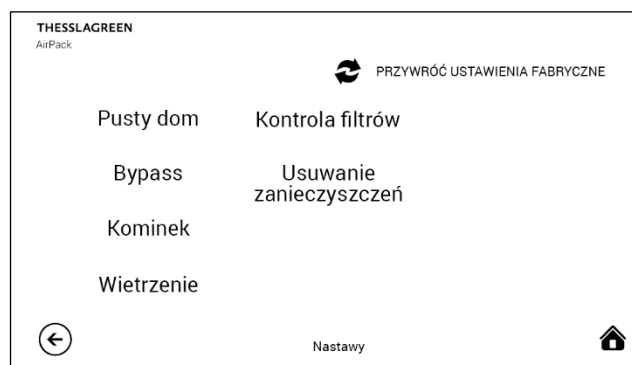 THESSLAGREEN
AirPack
PRZYWRÓĆ USTAWIENIA FABRYCZNE
Pusty dom
Kontrola filtrów
Bypass
Usuwanie
zanieczyszczeń
Kominek
Wietrzenie
Nastawy